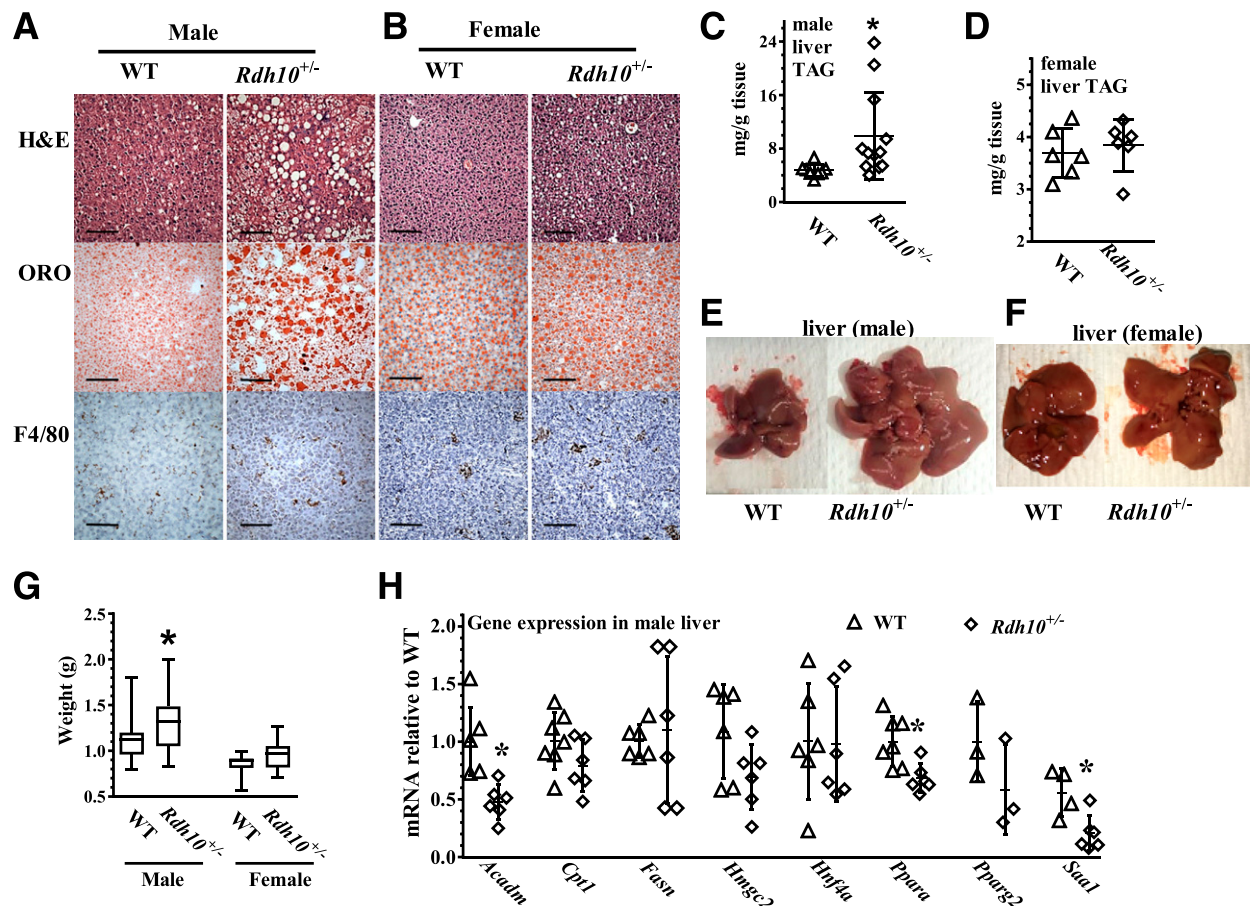 A
Male
WT
Rdh10+/-
B
Female
WT
Rdh10+/-
H&E
ORO
F4/80
C
male
liver
TAG
*
mg/g tissue
24
16
8
0
WT
Rdh10+/-
D
female
liver TAG
mg/g tissue
5
4
3
2
WT
Rdh10+/-
E
liver (male)
WT
Rdh10+/-
F
liver (female)
WT
Rdh10+/-
G
Weight (g)
2.5
2.0
1.5
1.0
0.5
*
WT
Rdh10+/-
WT
Rdh10+/-
Male
Female
H
Gene expression in male liver
WT
Rdh10+/-
mRNA relative to WT
2.0
1.5
1.0
0.5
0.0
*
*
*
Acadm
Cpt1
Fasn
Hmgc2
Hnf4a
Ppara
Pparg2
Saa1